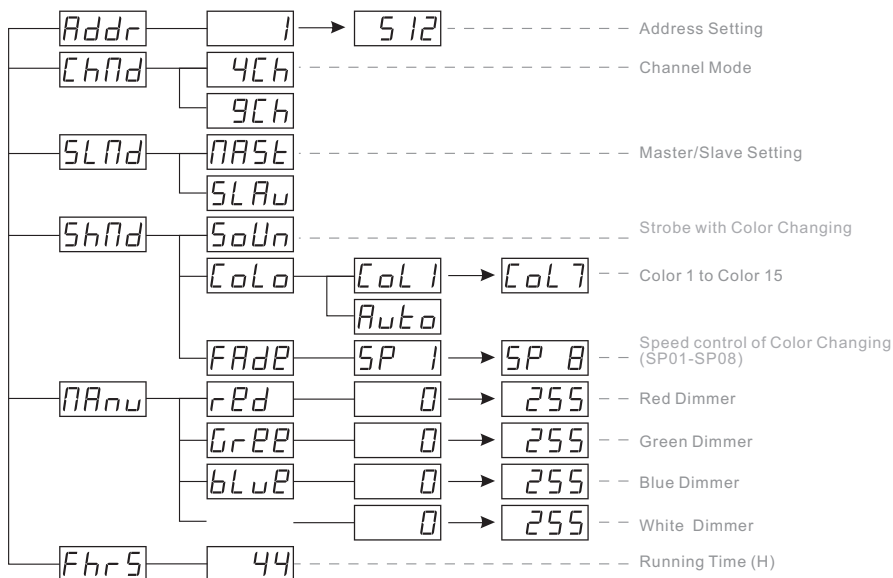 Addr 1 512 Address Setting
ChMd 4Ch Channel Mode
9Ch
SLMd MASt Master/Slave Setting
SLAv
ShMd SoUn Strobe with Color Changing
CoLo CoL 1 CoL 7 Color 1 to Color 15
Auto
FAde SP 1 SP 8 Speed control of Color Changing
(SP01-SP08)
MAnu red 0 255 Red Dimmer
Gree 0 255 Green Dimmer
bLue 0 255 Blue Dimmer
0 255 White Dimmer
FhrS 44 Running Time (H)